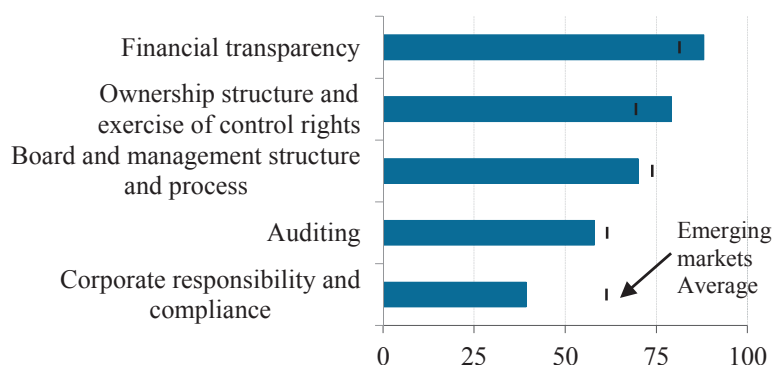 Financial transparency
Ownership structure and
exercise of control rights
Board and management structure
and process
Auditing
Corporate responsibility and
compliance
Emerging
markets
Average
0 25 50 75 100